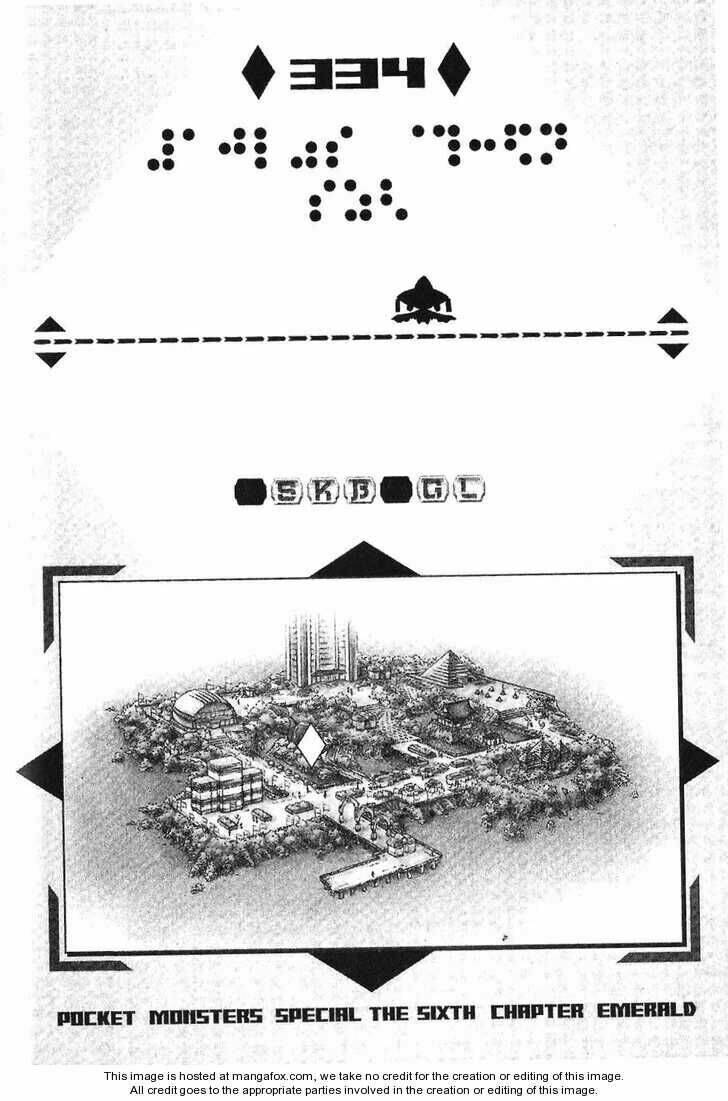 334
SKB GL
POCKET MONSTERS SPECIAL THE SIXTH CHAPTER EMERALD
This image is hosted at mangafox.com, we take no credit for the creation or editing of this image.
All credit goes to the appropriate parties involved in the creation or editing of this image.